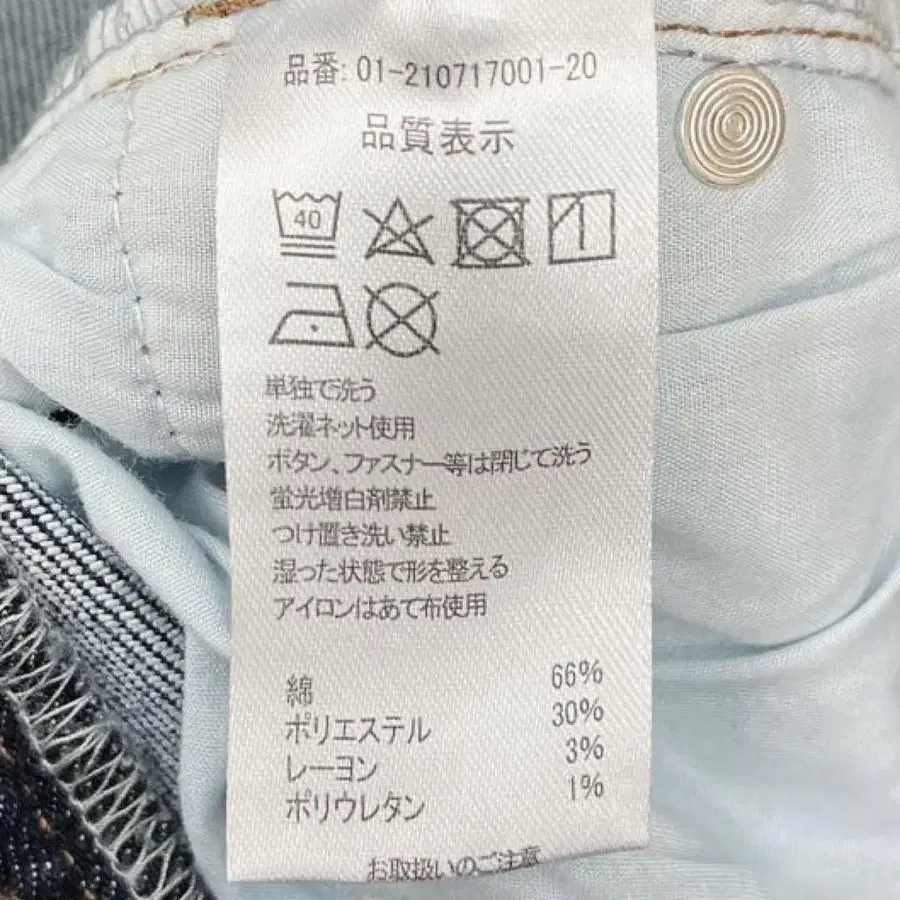 品番: 01-210717001-20
品質表示
40
単独で洗う
洗濯ネット使用
ボタン、ファスナー等は閉じて洗う
蛍光増白剤禁止
つけ置き洗い禁止
湿った状態で形を整える
アイロンはあて布使用
綿 66%
ポリエステル 30%
レーヨン 3%
ポリウレタン 1%
お取扱いのご注意